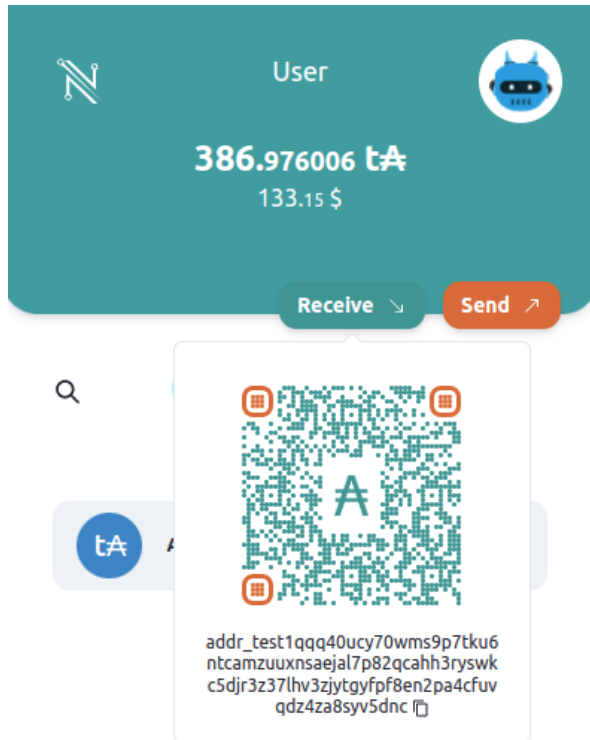 User
386.976006 t₳
133.15 $
Receive ↘
Send ↗
₳
t₳
A
addr_test1qqq40ucy70wms9p7tku6
ntcamzuuxnsaejal7p82qcahh3ryswk
c5djr3z37lhv3zjytgyfpf8en2pa4cfuv
qdz4za8syv5dnc